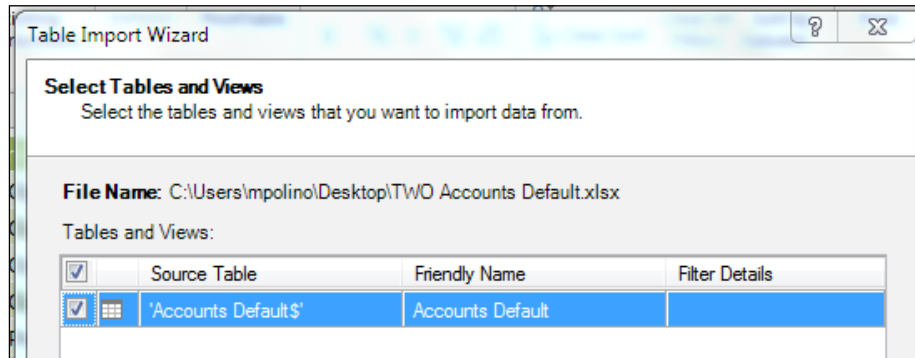 Table Import Wizard
Select Tables and Views
Select the tables and views that you want to import data from.
File Name: C:\Users\mpolino\Desktop\TWO Accounts Default.xlsx
Tables and Views:
Source Table Friendly Name Filter Details
'Accounts Default$' Accounts Default